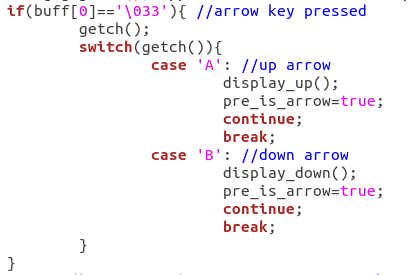 if(buff[0]=='\033'){ //arrow key pressed
        getch();
        switch(getch()){
                case 'A': //up arrow
                        display_up();
                        pre_is_arrow=true;
                        continue;
                        break;
                case 'B': //down arrow
                        display_down();
                        pre_is_arrow=true;
                        continue;
                        break;
        }
}